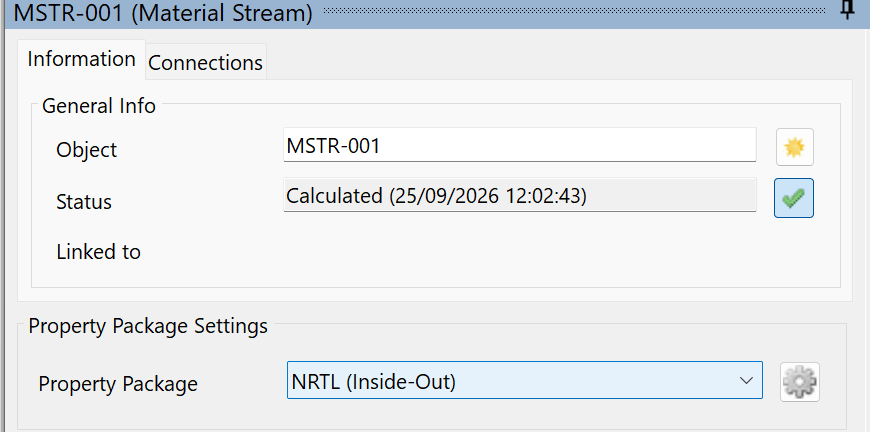 MSTR-001 (Material Stream)
Information Connections
General Info
Object MSTR-001
Status Calculated (25/09/2026 12:02:43)
Linked to
Property Package Settings
Property Package NRTL (Inside-Out)